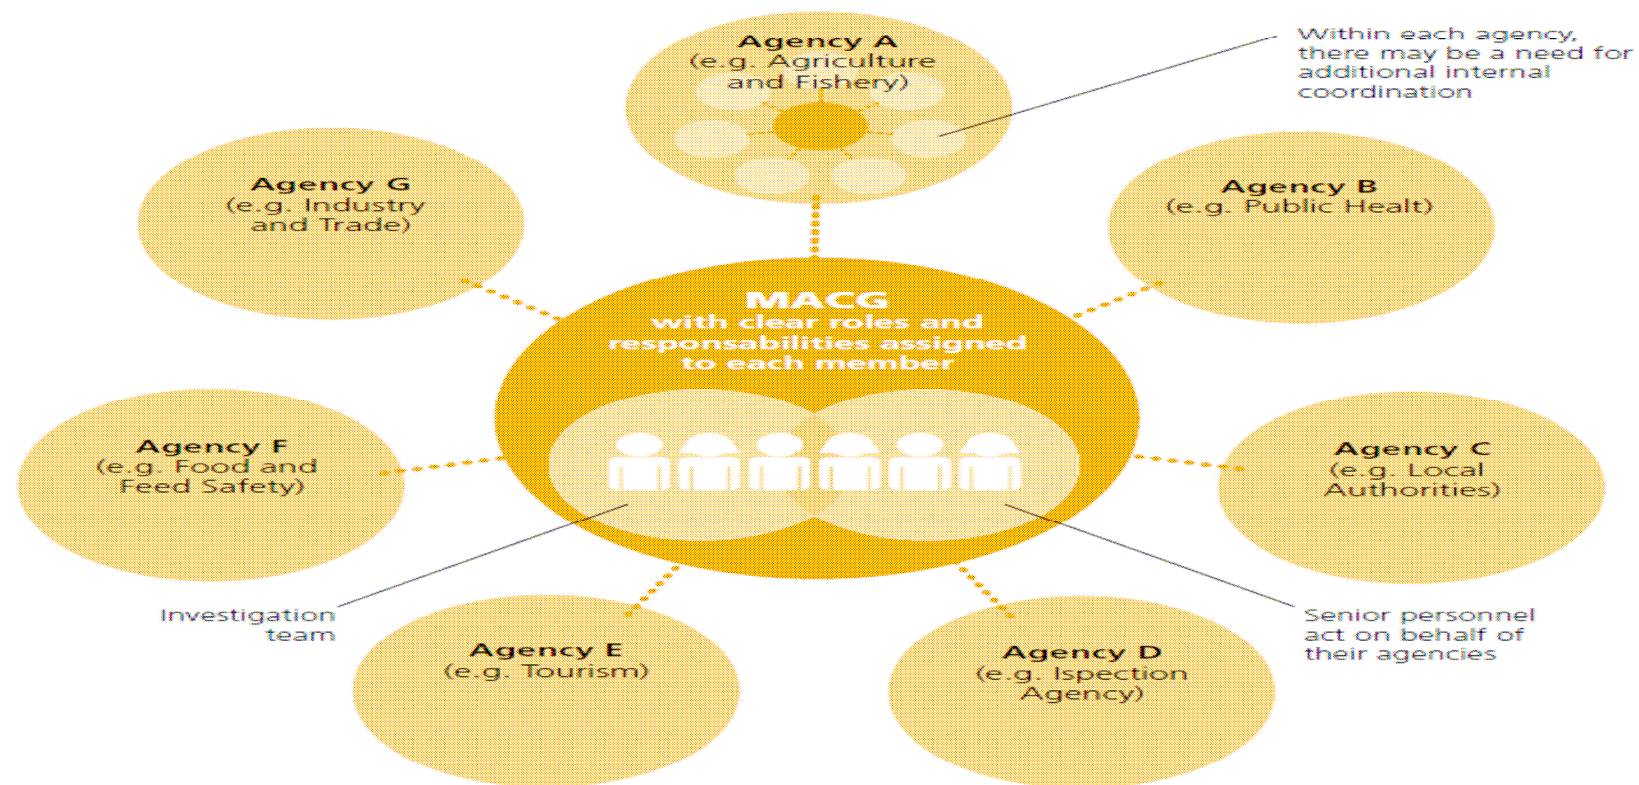 Agency A
(e.g. Agriculture
and Fishery)
Within each agency,
there may be a need for
additional internal
coordination
Agency G
(e.g. Industry
and Trade)
Agency B
(e.g. Public Healt)
MACG
with clear roles and
responsabilities assigned
to each member
Agency F
(e.g. Food and
Feed Safety)
Agency C
(e.g. Local
Authorities)
Investigation
team
Senior personnel
act on behalf of
their agencies
Agency E
(e.g. Tourism)
Agency D
(e.g. Ispection
Agency)